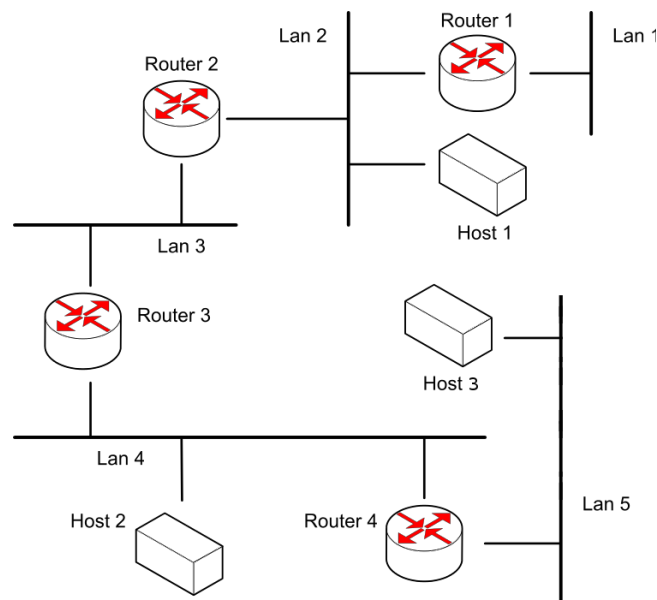 Router 1
Lan 2
Lan 1
Router 2
Host 1
Lan 3
Router 3
Host 3
Lan 4
Lan 5
Host 2
Router 4